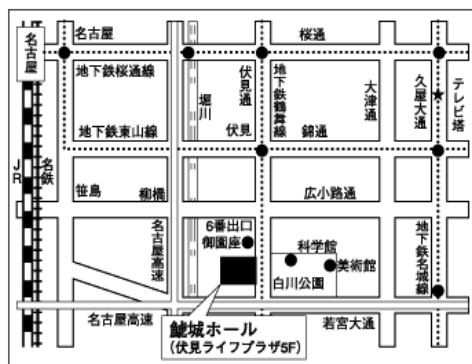 名古屋
名古屋
桜通
地下鉄桜通線
堀川
伏見通
地下鉄鶴舞線
大津通
久屋大通
テレビ塔
地下鉄東山線
伏見
錦通
JR
名鉄
笹島
柳橋
広小路通
名古屋高速
6番出口
御園座
科学館
美術館
白川公園
地下鉄名城線
名古屋高速
若宮大通
鯱城ホール
(伏見ライフプラザ5F)